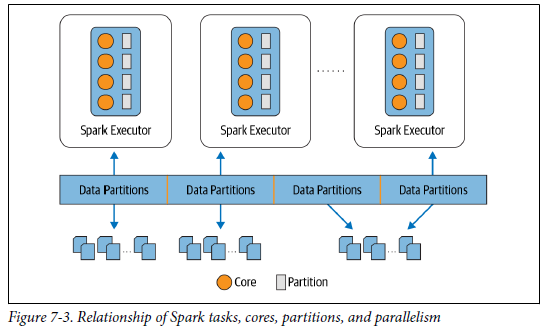 Spark Executor Spark Executor Spark Executor
Data Partitions Data Partitions Data Partitions Data Partitions
Core Partition
Figure 7-3. Relationship of Spark tasks, cores, partitions, and parallelism